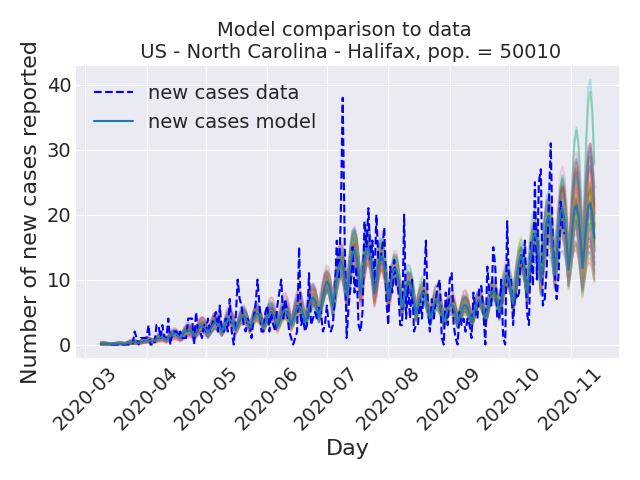 Model comparison to data
US - North Carolina - Halifax, pop. = 50010
Number of new cases reported
40
30
20
10
0
new cases data
new cases model
2020-03
2020-04
2020-05
2020-06
2020-07
2020-08
2020-09
2020-10
2020-11
Day